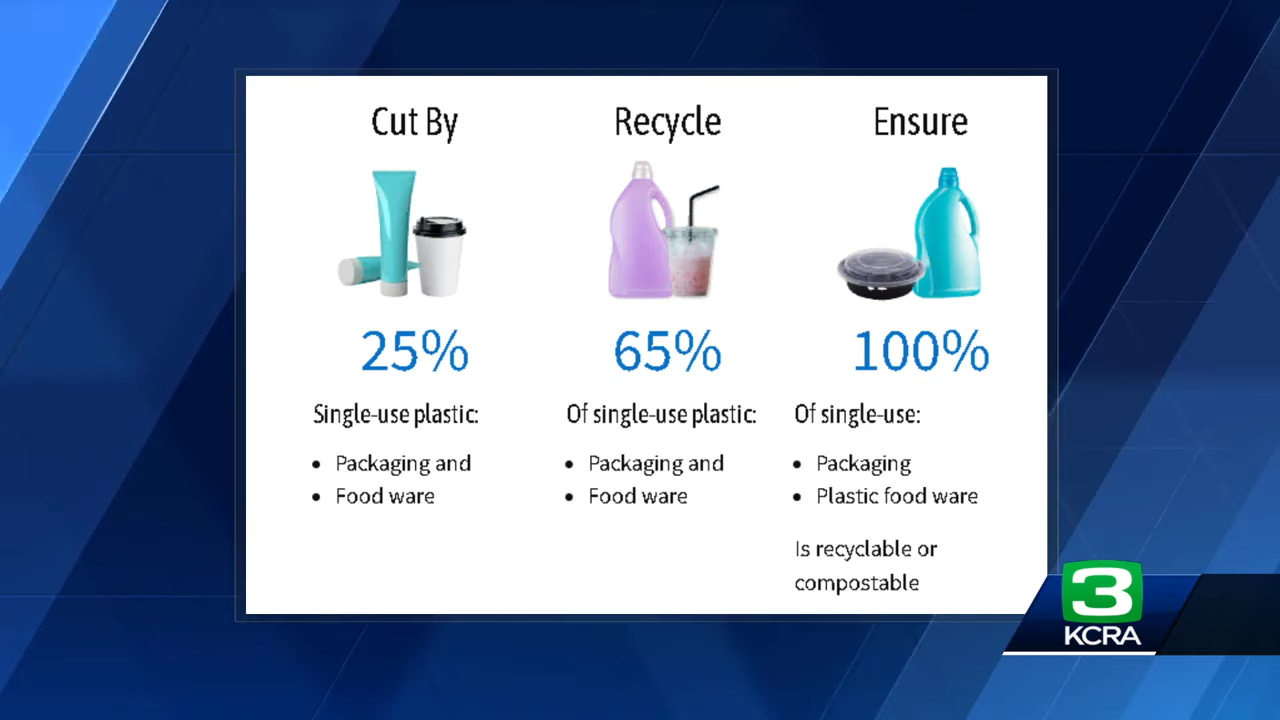 Cut By
25%
Single-use plastic:
• Packaging and
• Food ware
Recycle
65%
Of single-use plastic:
• Packaging and
• Food ware
Ensure
100%
Of single-use:
• Packaging
• Plastic food ware
Is recyclable or
compostable
3
KCRA